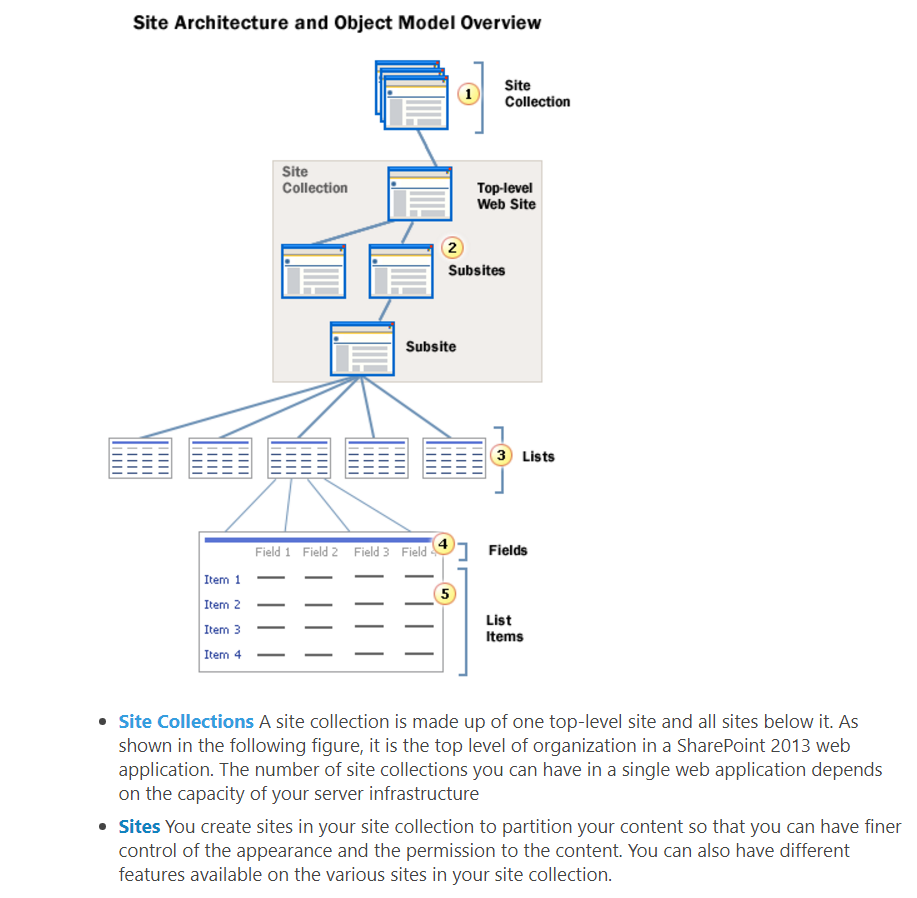 Site Architecture and Object Model Overview
1
Site
Collection
Site
Collection
Top-level
Web Site
2
Subsites
Subsite
3
Lists
4
Field 1 Field 2 Field 3 Field
Fields
Item 1
5
Item 2
List
Items
Item 3
Item 4
• Site Collections A site collection is made up of one top-level site and all sites below it. As
shown in the following figure, it is the top level of organization in a SharePoint 2013 web
application. The number of site collections you can have in a single web application depends
on the capacity of your server infrastructure
• Sites You create sites in your site collection to partition your content so that you can have finer
control of the appearance and the permission to the content. You can also have different
features available on the various sites in your site collection.